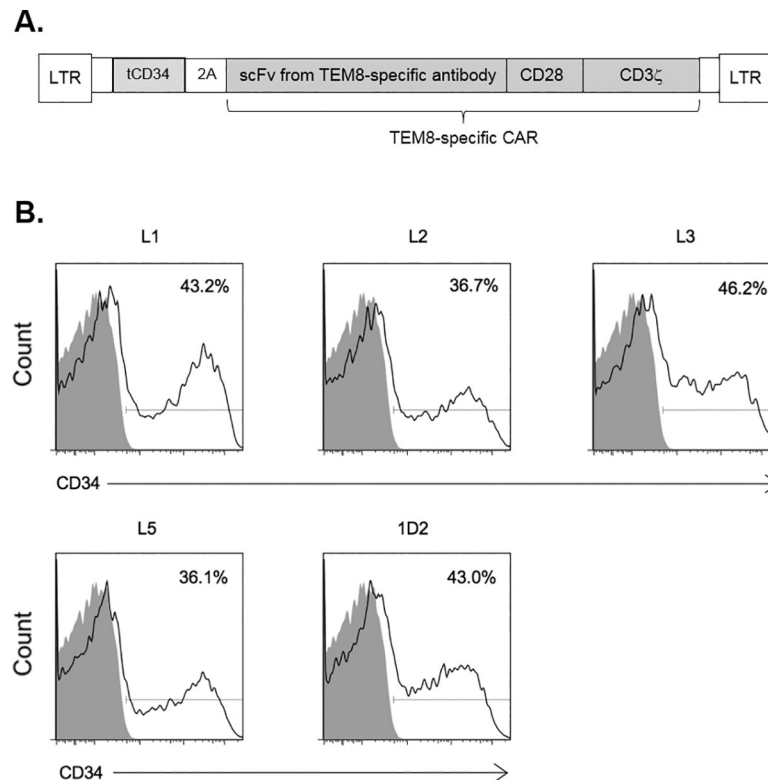 A.
LTR tCD34 2A scFv from TEM8-specific antibody CD28 CD3ζ LTR
TEM8-specific CAR
B.
L1 L2 L3
43.2% 36.7% 46.2%
Count
CD34
L5 1D2
36.1% 43.0%
Count
CD34